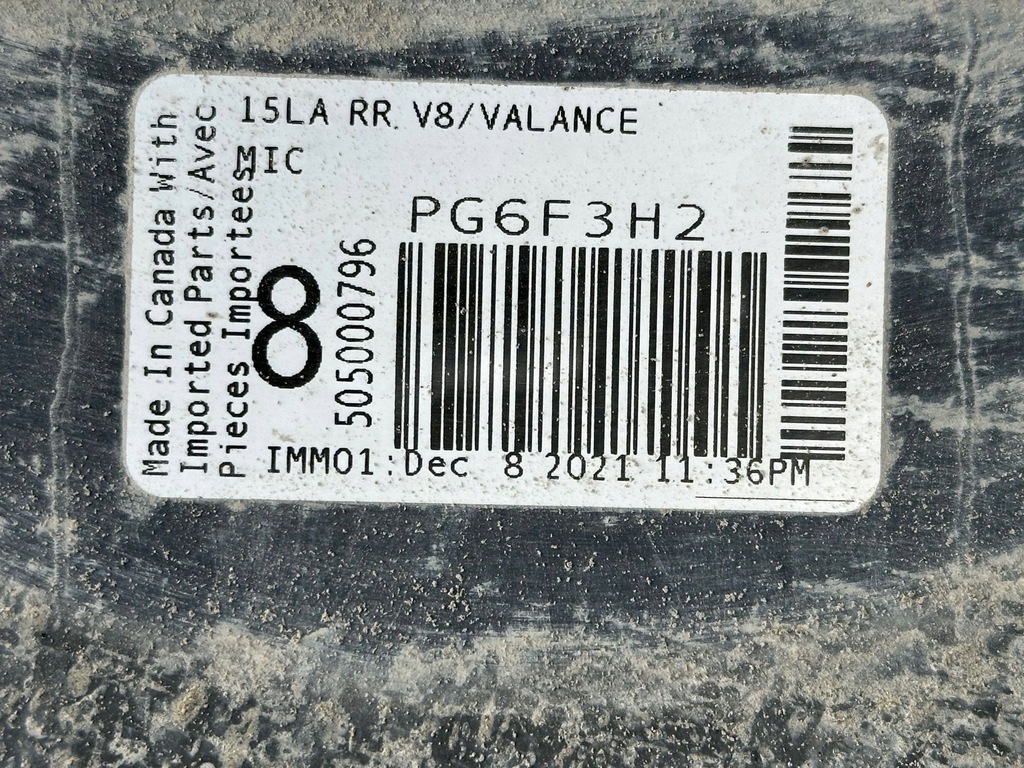 15LA RR V8/VALANCE
MIC
PG6F3H2
Made In Canada With
Imported Parts/Avec
Pieces Importees
8
505000796
IMM01:Dec 8 2021 11:36PM